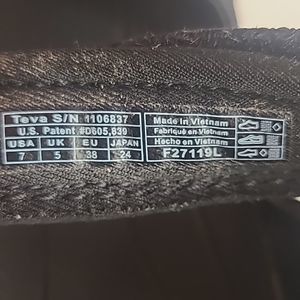 Teva S/N 1106837
U.S. Patent #D605,839
USA UK EU JAPAN
7 5 38 24
Made in Vietnam
Fabriqué en Vietnam
Hecho en Vietnam
F27119L